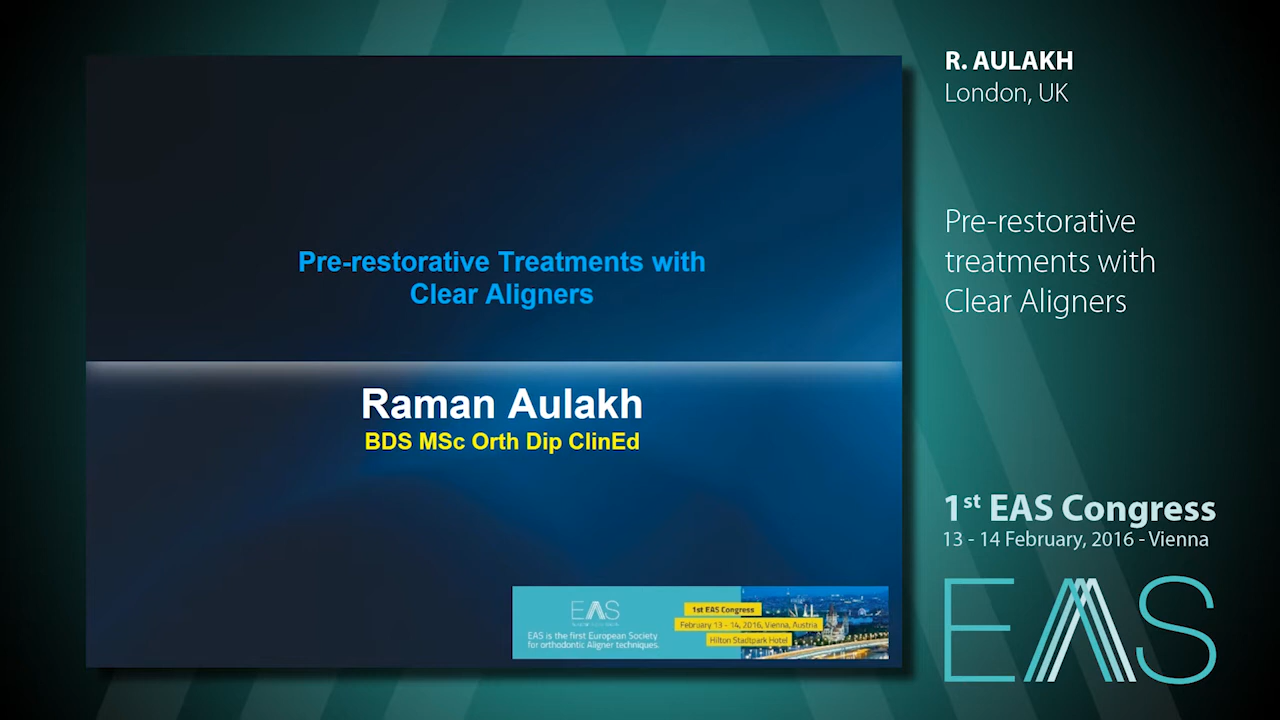 Pre-restorative Treatments with
Clear Aligners
Raman Aulakh
BDS MSc Orth Dip ClinEd
EAS
EAS is the first European Society
for orthodontic Aligner techniques.
1st EAS Congress
February 13 - 14, 2016, Vienna, Austria
Hilton Stadtpark Hotel
R. AULAKH
London, UK
Pre-restorative
treatments with
Clear Aligners
1st EAS Congress
13 - 14 February, 2016 - Vienna
EAS